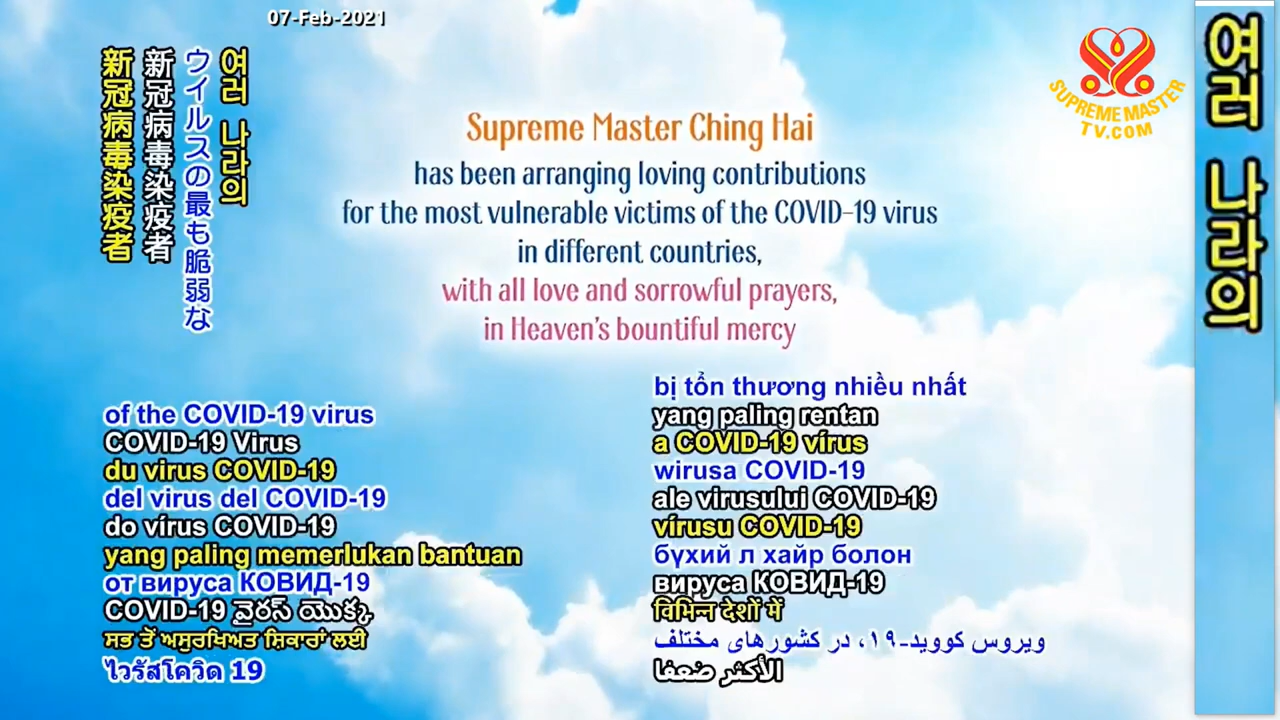 07-Feb-2021
여러 나라의
ウイルスの最も脆弱な
新冠病毒染疫者
新冠病毒染疫者
Supreme Master Ching Hai
has been arranging loving contributions
for the most vulnerable victims of the COVID-19 virus
in different countries,
with all love and sorrowful prayers,
in Heaven's bountiful mercy
SUPREME MASTER
TV.COM
여러 나라의
of the COVID-19 virus
COVID-19 Virus
du virus COVID-19
del virus del COVID-19
do vírus COVID-19
yang paling memerlukan bantuan
от вируса КОВИД-19
COVID-19 వైరస్ యొక్క
ਸਭ ਤੋਂ ਅਸੁਰਖਿਅਤ ਸ਼ਿਕਾਰਾਂ ਲਈ
ไวรัสโควิด 19
bị tổn thương nhiều nhất
yang paling rentan
a COVID-19 vírus
wirusa COVID-19
ale virusului COVID-19
vírusu COVID-19
бүхий л хайр болон
вируса КОВИД-19
विभिन्न देशों में
ویروس کووید-۱۹، در کشورهای مختلف
الأكثر ضعفا